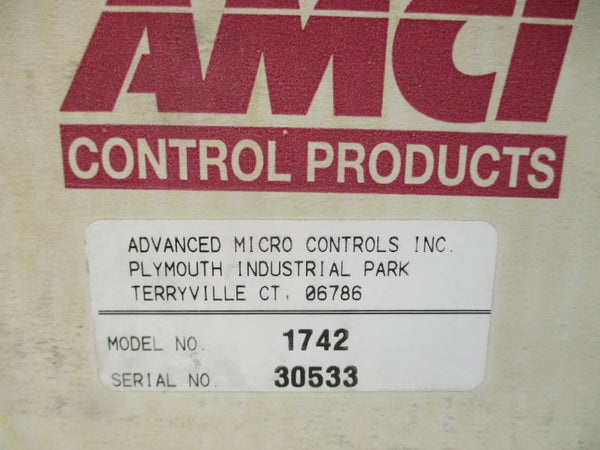 AMCI
CONTROL PRODUCTS
ADVANCED MICRO CONTROLS INC.
PLYMOUTH INDUSTRIAL PARK
TERRYVILLE CT. 06786
MODEL NO. 1742
SERIAL NO. 30533